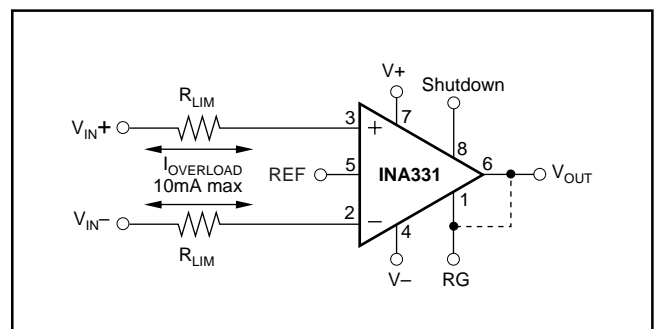 V+
Shutdown
R_LIM
V_IN+
3
+
7
8
I_OVERLOAD
10mA max
REF
5
INA331
6
V_OUT
1
V_IN–
2
–
4
R_LIM
V–
RG